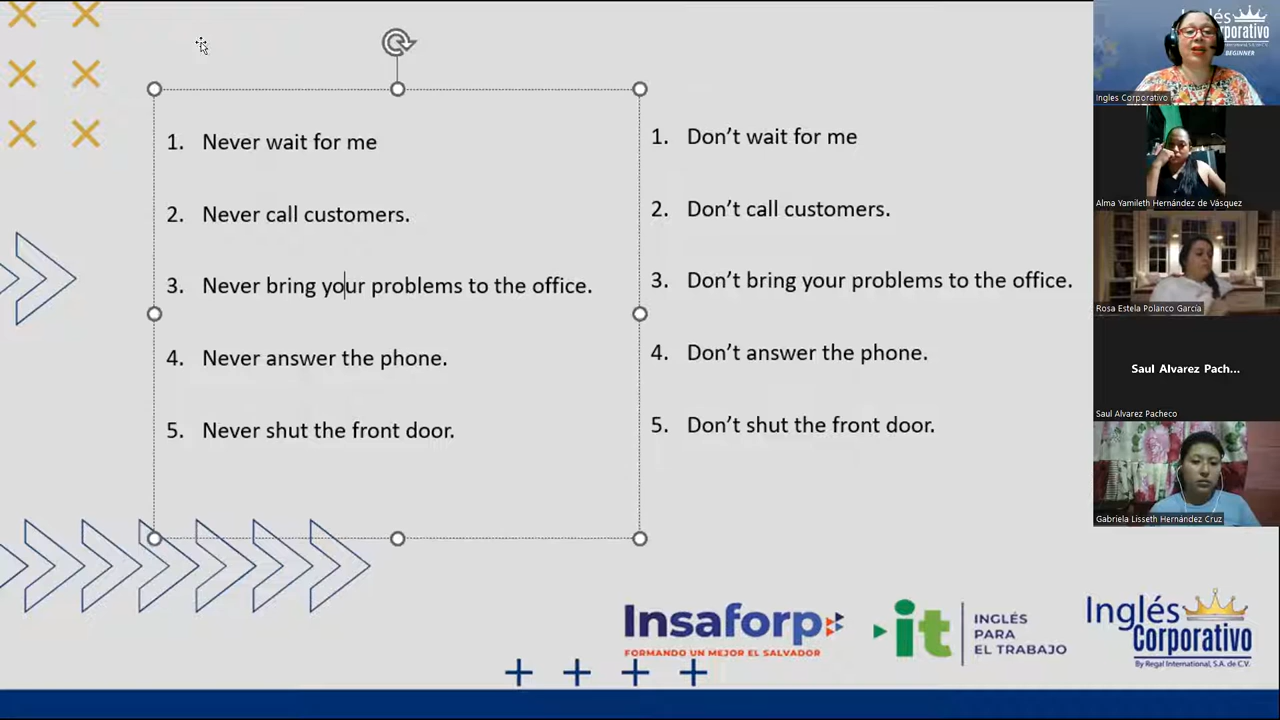 1. Never wait for me
2. Never call customers.
3. Never bring your problems to the office.
4. Never answer the phone.
5. Never shut the front door.
1. Don’t wait for me
2. Don’t call customers.
3. Don’t bring your problems to the office.
4. Don’t answer the phone.
5. Don’t shut the front door.
Insaforp
FORMANDO UN MEJOR EL SALVADOR
it
INGLÉS
PARA
EL TRABAJO
Inglés
Corporativo
By Regal International, S.A. de C.V.
BEGINNER
Ingles Corporativo
Alma Yamileth Hernández de Vásquez
Rosa Estela Polanco García
Saul Alvarez Pach...
Saul Alvarez Pacheco
Gabriela Lisseth Hernández Cruz